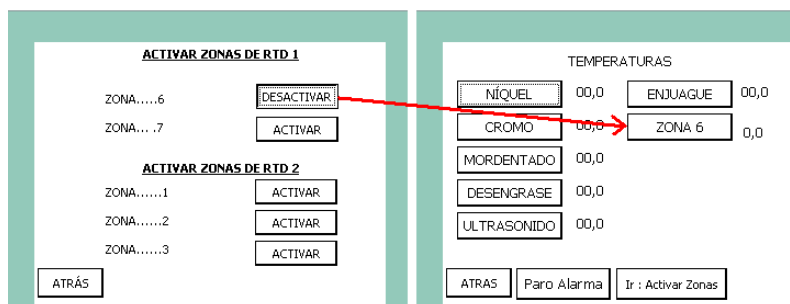 ACTIVAR ZONAS DE RTD 1
ZONA.....6 DESACTIVAR
ZONA... .7 ACTIVAR
ACTIVAR ZONAS DE RTD 2
ZONA......1 ACTIVAR
ZONA......2 ACTIVAR
ZONA......3 ACTIVAR
ATRÁS
TEMPERATURAS
NÍQUEL 00,0 ENJUAGUE 00,0
CROMO 00,0 ZONA 6 0,0
MORDENTADO 00,0
DESENGRASE 00,0
ULTRASONIDO 00,0
ATRAS Paro Alarma Ir : Activar Zonas